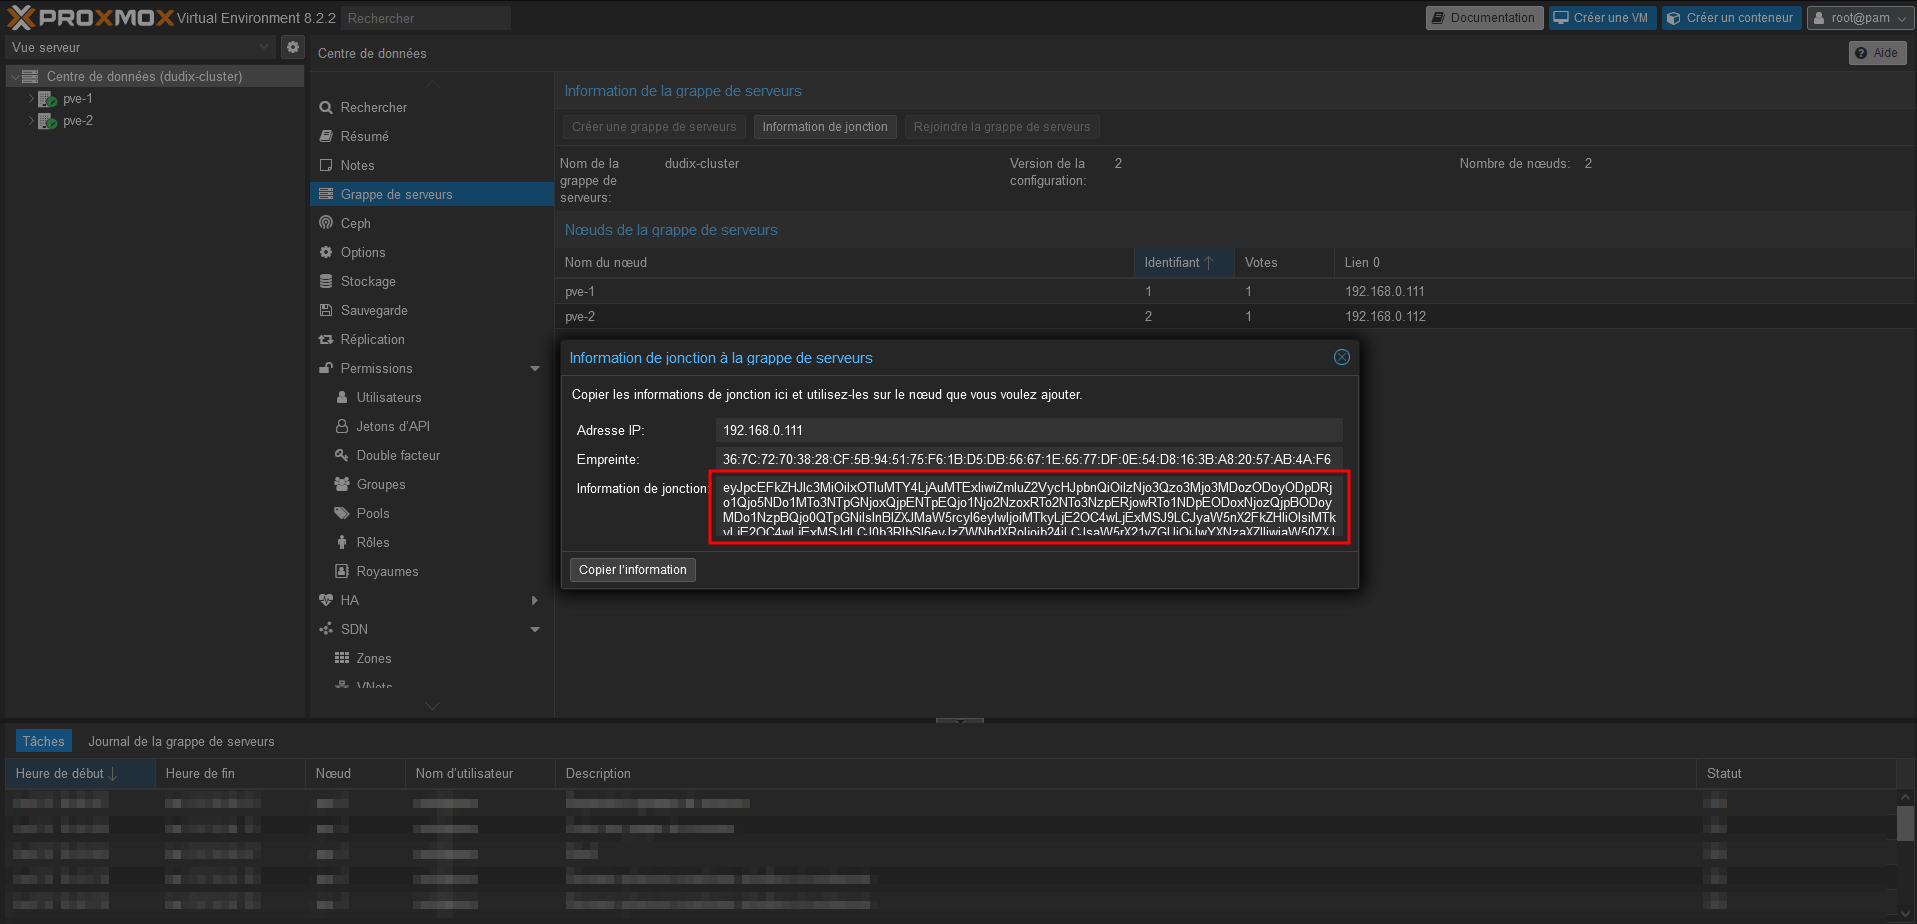 PROXMOX Virtual Environment 8.2.2 Rechercher Documentation Créer une VM Créer un conteneur root@pam
Vue serveur
Centre de données (dudix-cluster)
pve-1
pve-2
Centre de données Aide
Rechercher
Résumé
Notes
Grappe de serveurs
Ceph
Options
Stockage
Sauvegarde
Réplication
Permissions
Utilisateurs
Jetons d'API
Double facteur
Groupes
Pools
Rôles
Royaumes
HA
SDN
Zones
VNets
Information de la grappe de serveurs
Créer une grappe de serveurs Information de jonction Rejoindre la grappe de serveurs
Nom de la grappe de serveurs: dudix-cluster Version de la configuration: 2 Nombre de nœuds: 2
Nœuds de la grappe de serveurs
Nom du nœud Identifiant Votes Lien 0
pve-1 1 1 192.168.0.111
pve-2 2 1 192.168.0.112
Information de jonction à la grappe de serveurs
Copier les informations de jonction ici et utilisez-les sur le nœud que vous voulez ajouter.
Adresse IP: 192.168.0.111
Empreinte: 36:7C:72:70:38:28:CF:5B:94:51:75:F6:1B:D5:DB:56:67:1E:65:77:DF:0E:54:D8:16:3B:A8:20:57:AB:4A:F6
Information de jonction:
Copier l'information
Tâches Journal de la grappe de serveurs
Heure de début Heure de fin Nœud Nom d'utilisateur Description Statut